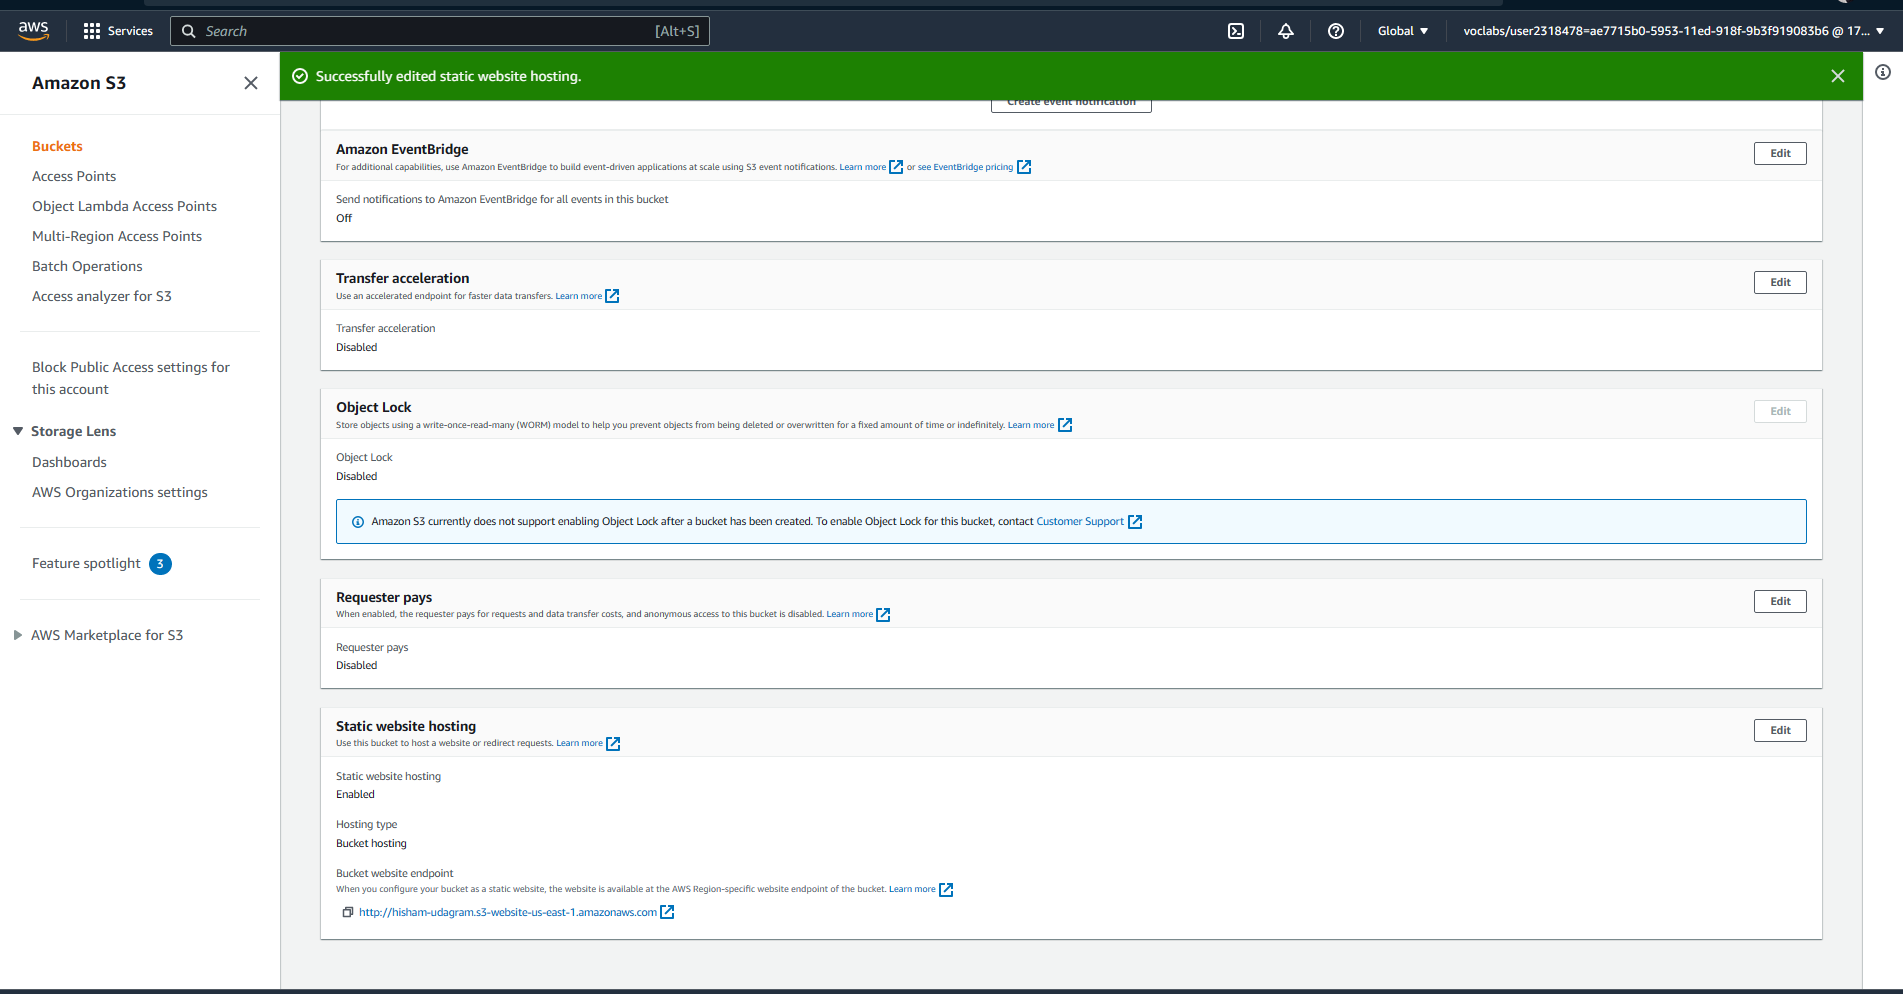 aws
Services
Search
[Alt+S]
Global
voclabs/user2318478=ae7715b0-5953-11ed-918f-9b3f919083b6 @ 17...
Amazon S3
Buckets
Access Points
Object Lambda Access Points
Multi-Region Access Points
Batch Operations
Access analyzer for S3
Block Public Access settings for
this account
Storage Lens
Dashboards
AWS Organizations settings
Feature spotlight 3
AWS Marketplace for S3
Successfully edited static website hosting.
Create event notification
Amazon EventBridge
For additional capabilities, use Amazon EventBridge to build event-driven applications at scale using S3 event notifications. Learn more or see EventBridge pricing
Edit
Send notifications to Amazon EventBridge for all events in this bucket
Off
Transfer acceleration
Use an accelerated endpoint for faster data transfers. Learn more
Edit
Transfer acceleration
Disabled
Object Lock
Store objects using a write-once-read-many (WORM) model to help you prevent objects from being deleted or overwritten for a fixed amount of time or indefinitely. Learn more
Edit
Object Lock
Disabled
Amazon S3 currently does not support enabling Object Lock after a bucket has been created. To enable Object Lock for this bucket, contact Customer Support
Requester pays
When enabled, the requester pays for requests and data transfer costs, and anonymous access to this bucket is disabled. Learn more
Edit
Requester pays
Disabled
Static website hosting
Use this bucket to host a website or redirect requests. Learn more
Edit
Static website hosting
Enabled
Hosting type
Bucket hosting
Bucket website endpoint
When you configure your bucket as a static website, the website is available at the AWS Region-specific website endpoint of the bucket. Learn more
http://hisham-udagram.s3-website-us-east-1.amazonaws.com